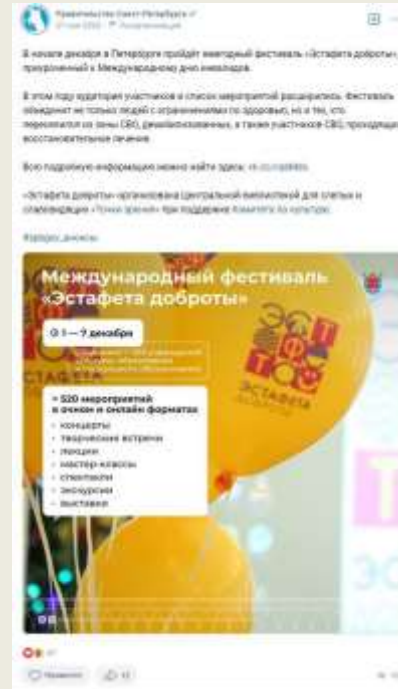 Правительство Санкт-Петербурга
В начале декабря в Петербурге пройдёт ежегодный фестиваль «Эстафета доброты»,
приуроченный к Международному дню инвалидов.
В этом году аудитория участников и список мероприятий расширились. Фестиваль
объединит не только людей с ограничениями по здоровью, но и тех, кто
из зоны СВО, демобилизованных, а также участников СВО, проходящих
восстановительное лечение.
Всю подробную информацию можно найти здесь:
«Эстафета доброты» организована Центральной библиотекой для слепых и
слабовидящих «Точка зрения» при поддержке Комитета по культуре.
Международный фестиваль
«Эстафета доброты»
1 — 7 декабря
> 520 мероприятий
в очном и онлайн форматах
• концерты
• творческие встречи
• лекции
• мастер-классы
• спектакли
• экскурсии
• выставки
ЭСТАФЕТА